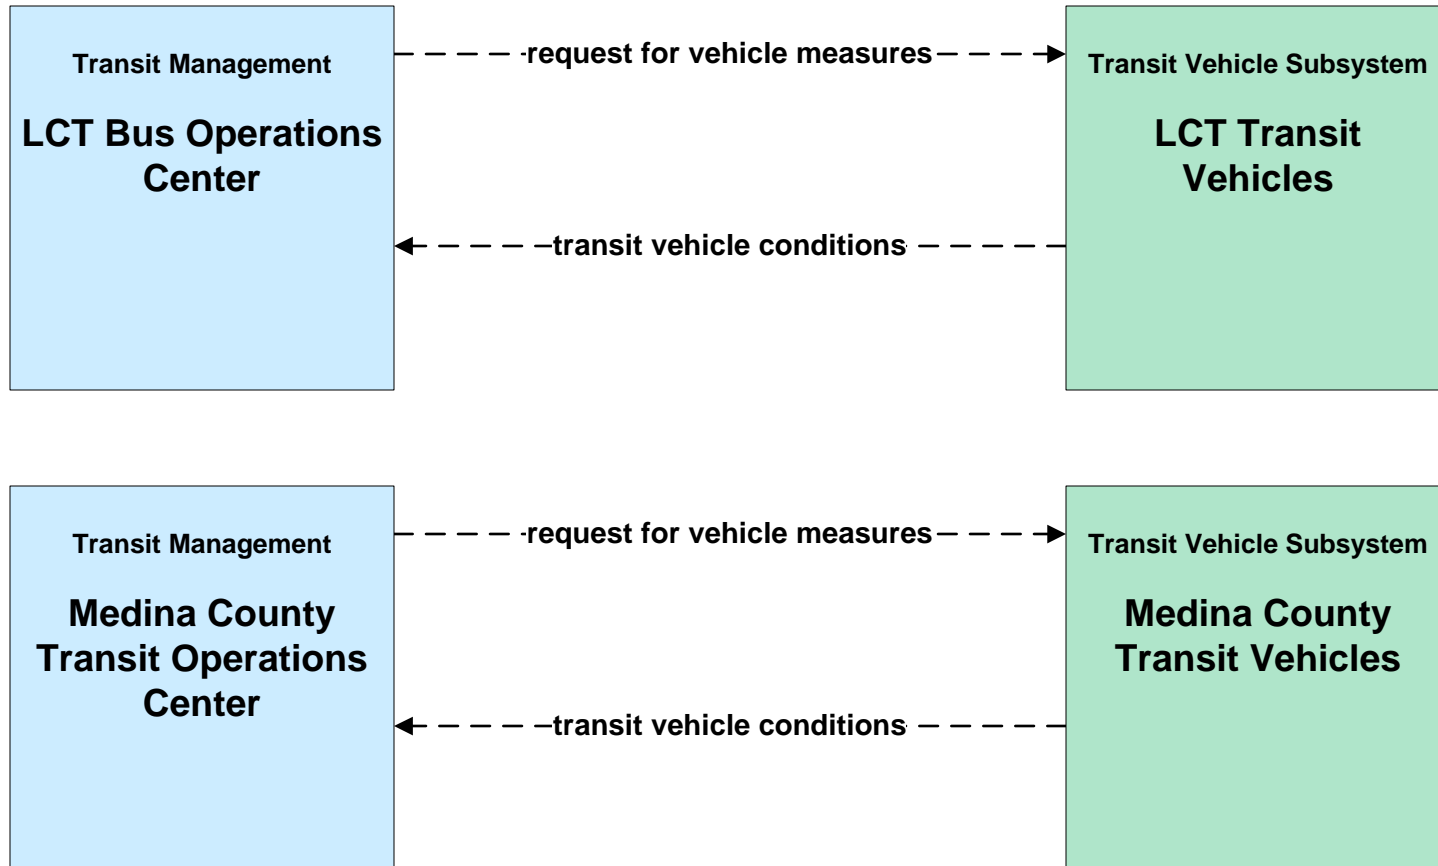 Transit Management
LCT Bus Operations
Center
request for vehicle measures
transit vehicle conditions
Transit Vehicle Subsystem
LCT Transit
Vehicles
Transit Management
Medina County
Transit Operations
Center
request for vehicle measures
transit vehicle conditions
Transit Vehicle Subsystem
Medina County
Transit Vehicles